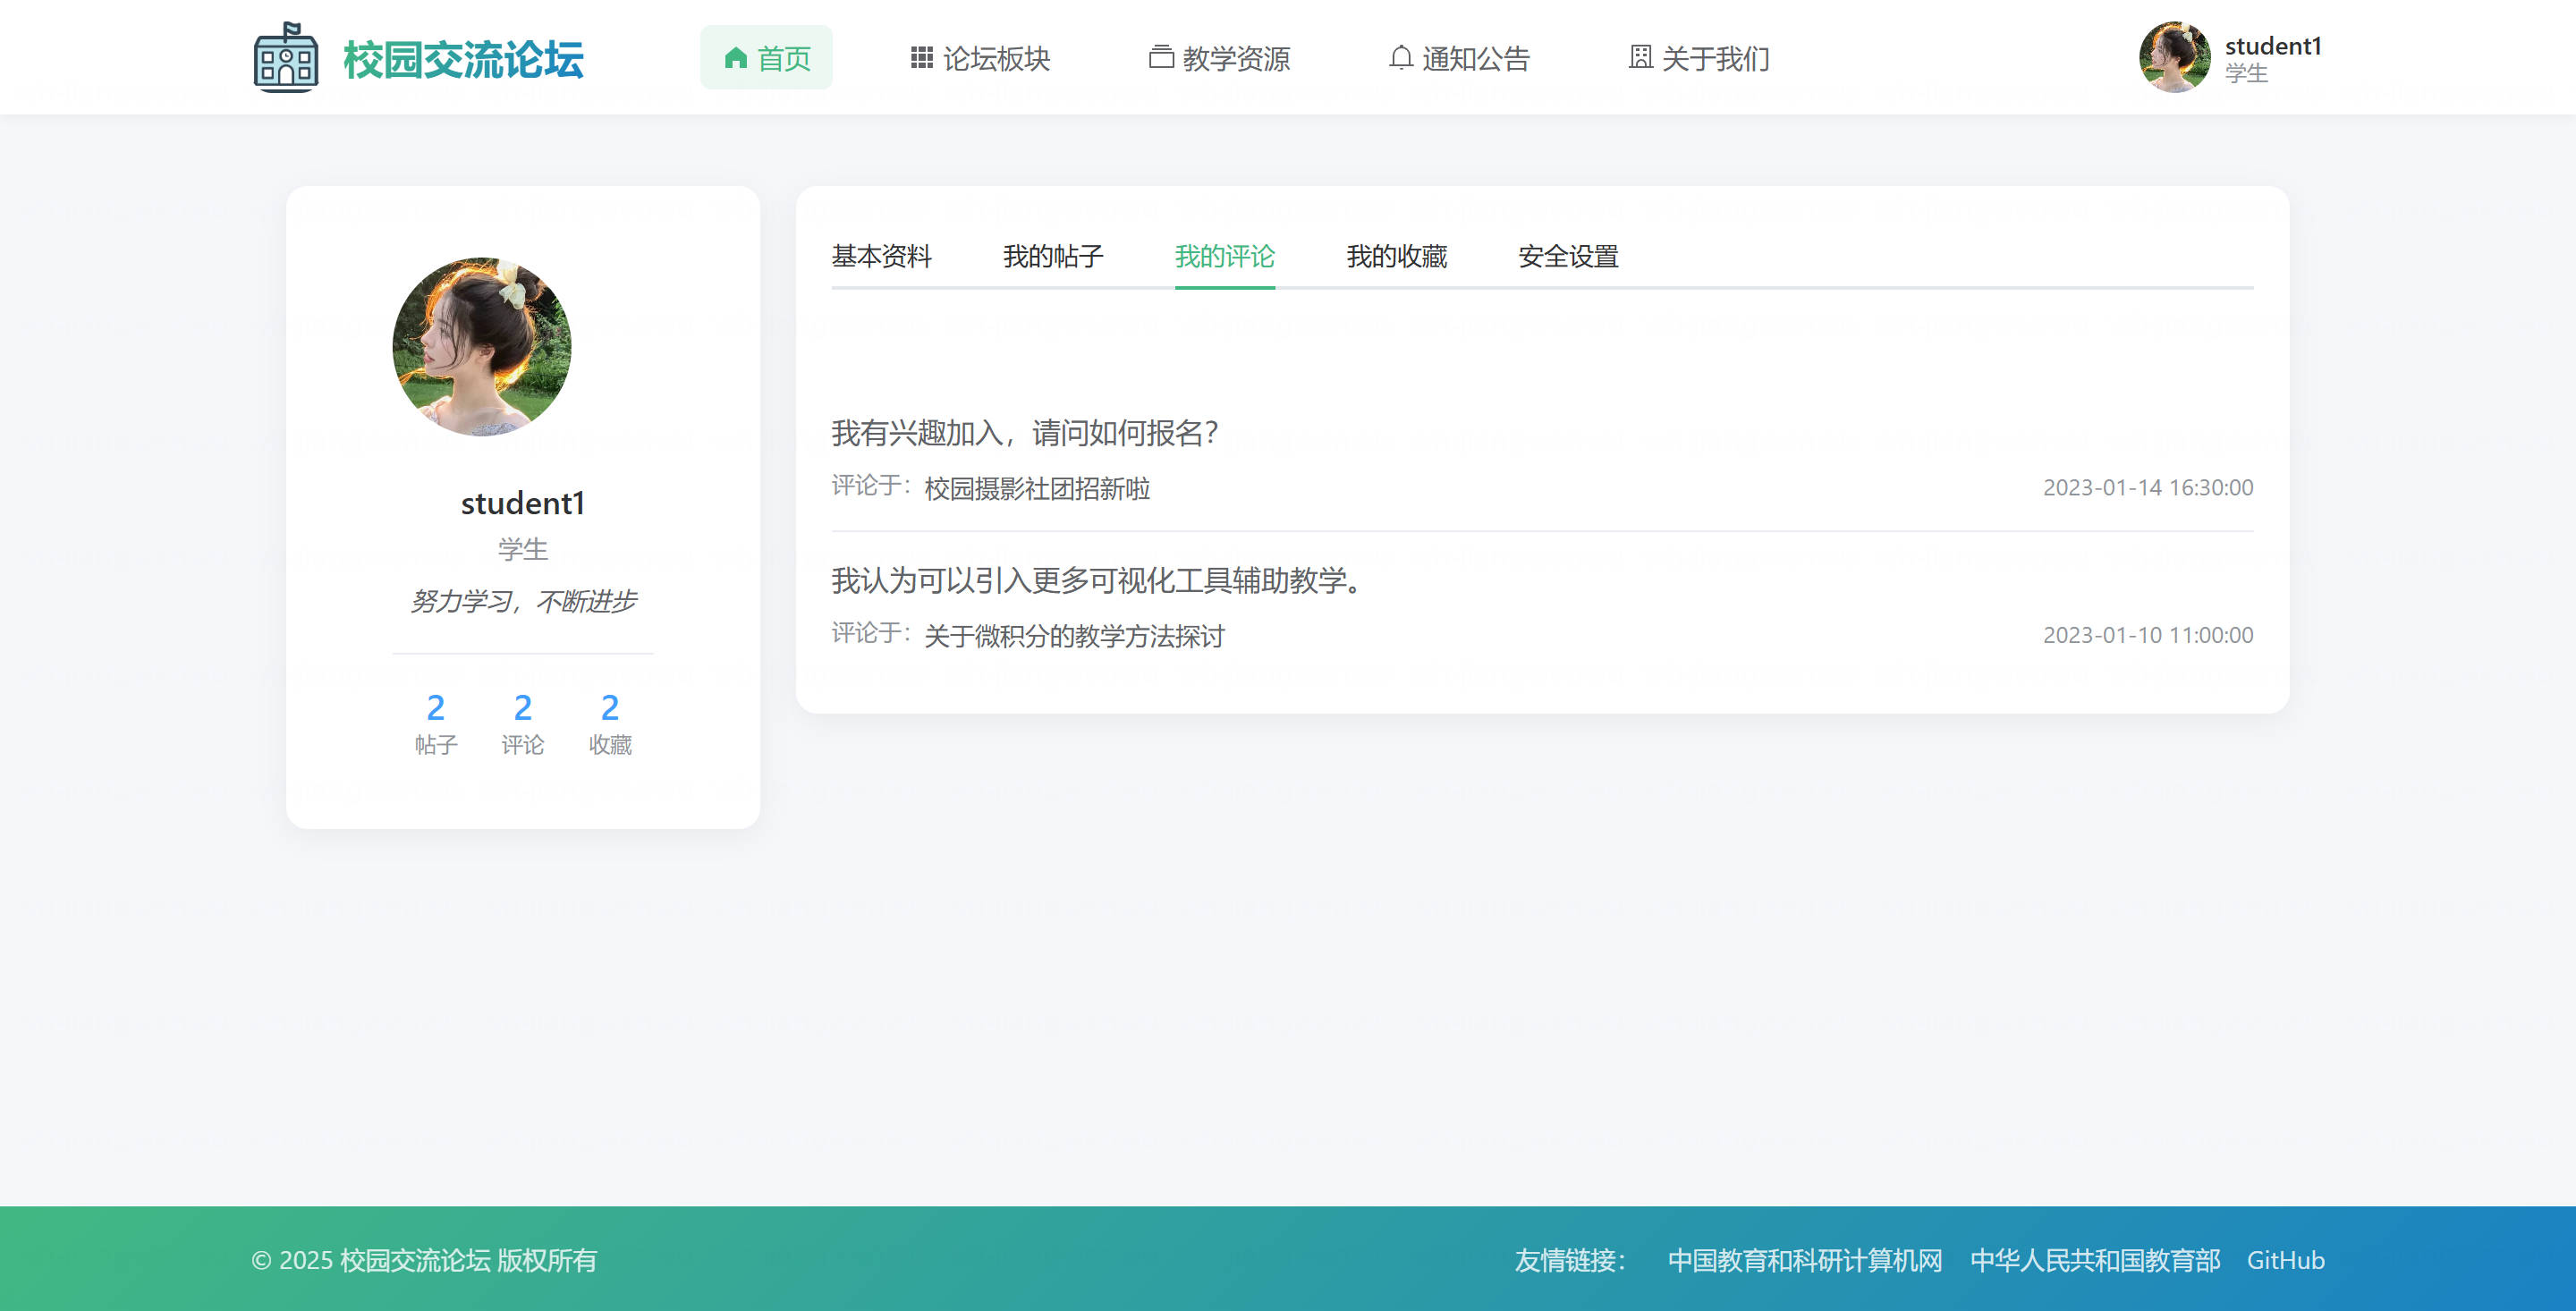 校园交流论坛
首页
论坛板块
教学资源
通知公告
关于我们
student1
学生
student1
学生
努力学习，不断进步
2
帖子
2
评论
2
收藏
基本资料
我的帖子
我的评论
我的收藏
安全设置
我有兴趣加入，请问如何报名？
评论于：校园摄影社团招新啦
2023-01-14 16:30:00
我认为可以引入更多可视化工具辅助教学。
评论于：关于微积分的教学方法探讨
2023-01-10 11:00:00
© 2025 校园交流论坛 版权所有
友情链接： 中国教育和科研计算机网 中华人民共和国教育部 GitHub